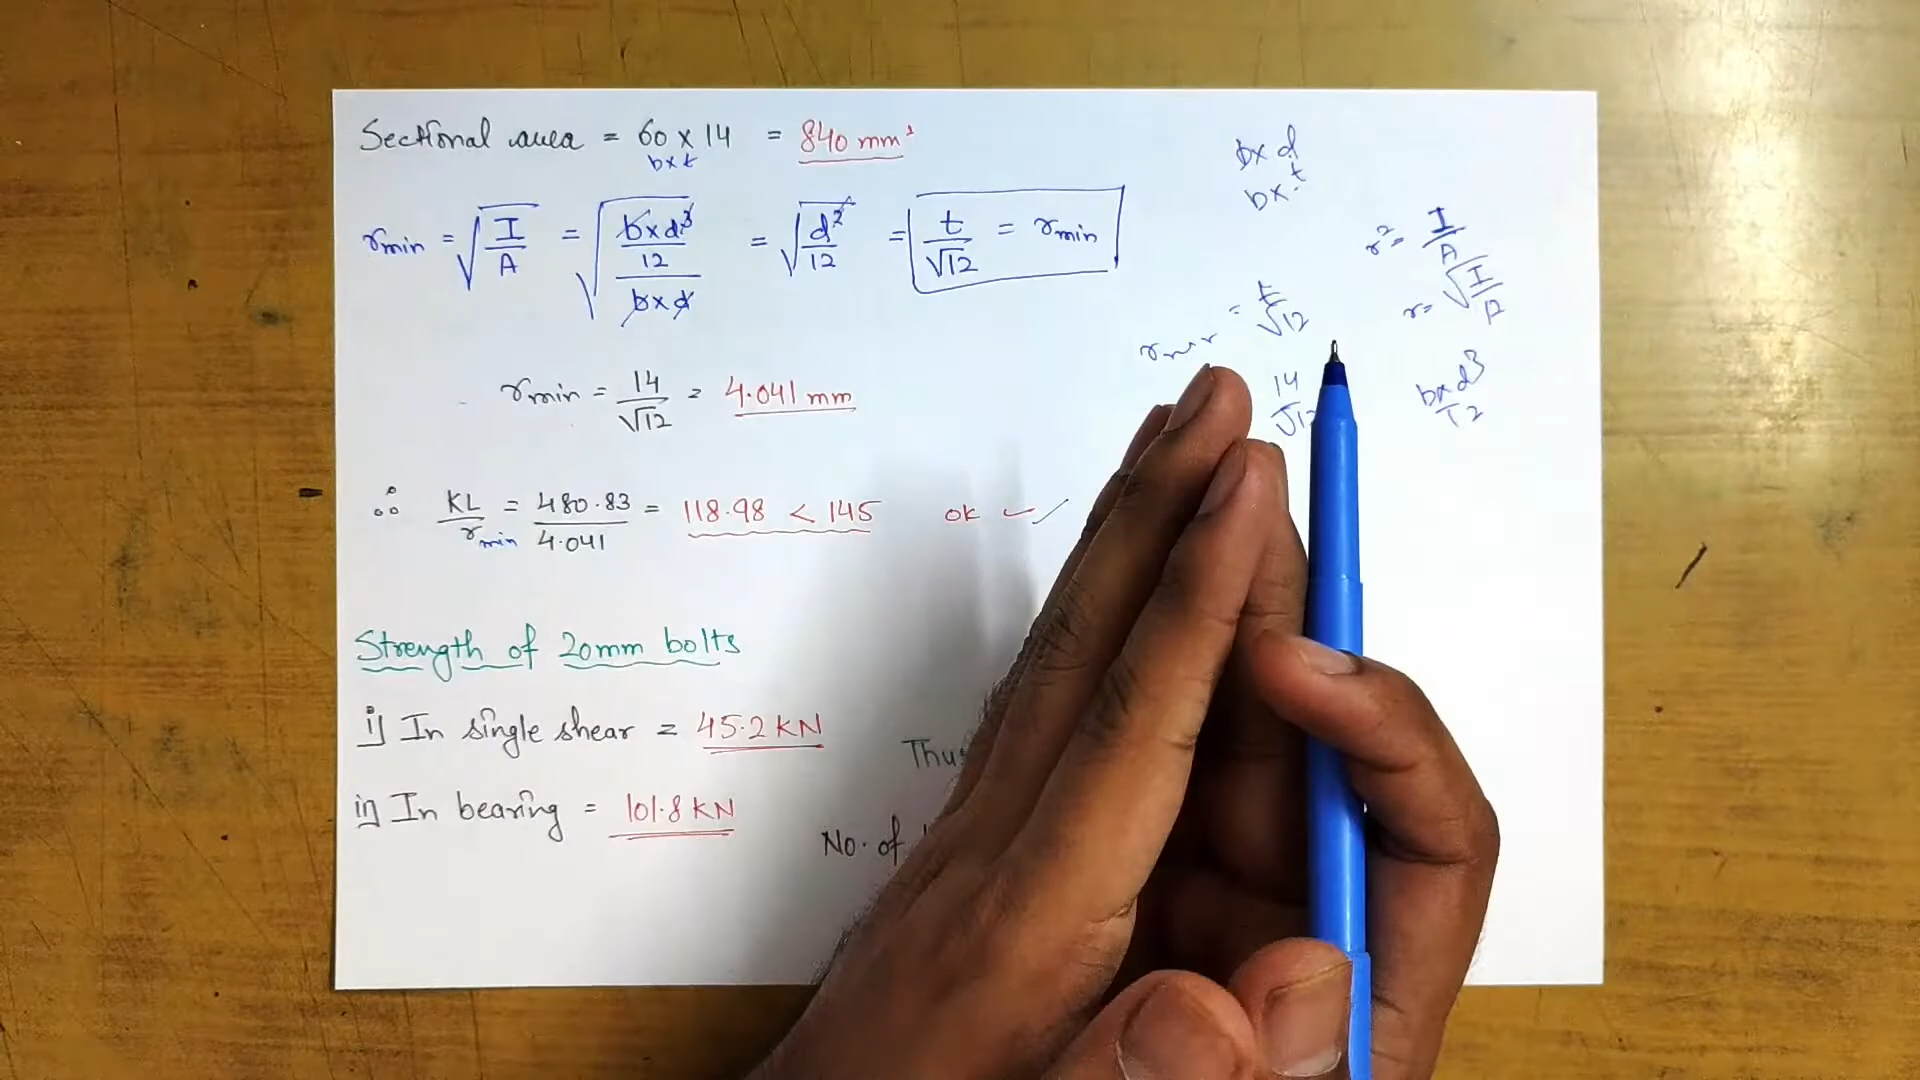 Sectional area = 60 x 14 = 840 mm²
b x t
rmin = √(I/A) = √((b x d³/12)/(b x d)) = √(d²/12) = t/√12 = rmin
rmin = 14/√12 = 4.041 mm
∴ KL/rmin = 480.83/4.041 = 118.98 < 145 ok ✓✓
Strength of 20mm bolts
i) In single shear = 45.2 KN
ii) In bearing = 101.8 KN
Thus
No. of
b x d
b x t
r² = I/A
r = √(I/12)
= t/√12
14/√12
b x d³/12